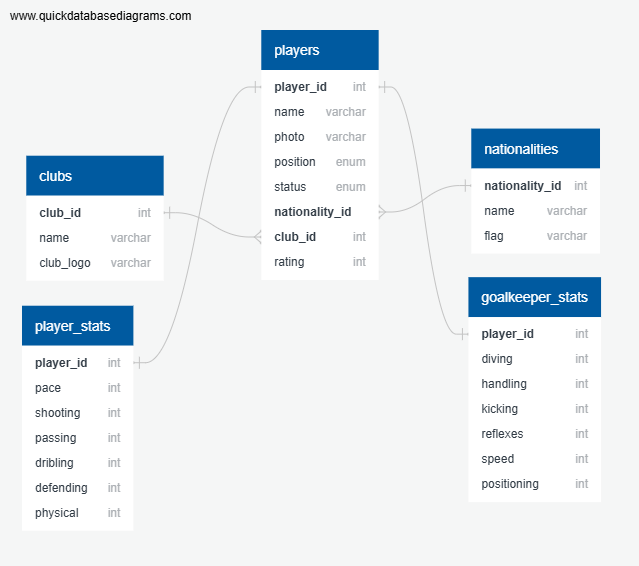 www.quickdatabasediagrams.com
players
player_id int
name varchar
photo varchar
position enum
status enum
nationality_id
club_id int
rating int
clubs
club_id int
name varchar
club_logo varchar
nationalities
nationality_id int
name varchar
flag varchar
player_stats
player_id int
pace int
shooting int
passing int
dribling int
defending int
physical int
goalkeeper_stats
player_id int
diving int
handling int
kicking int
reflexes int
speed int
positioning int